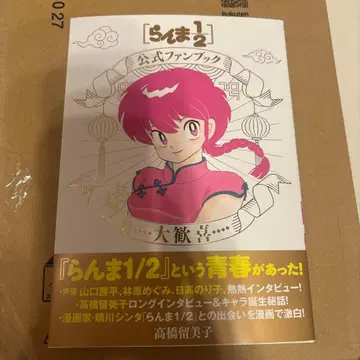 027
rakuten
[らんま1/2]
公式ファンブック
…大歓喜…
『らんま1/2』という青春があった!
・声優 山口勝平、林原めぐみ、日髙のり子、熱熱インタビュー!
・高橋留美子ロングインタビュー&キャラ誕生秘話!
・漫画家・晴川シンタ「らんま1/2」との出会いを漫画で激白!
高橋留美子